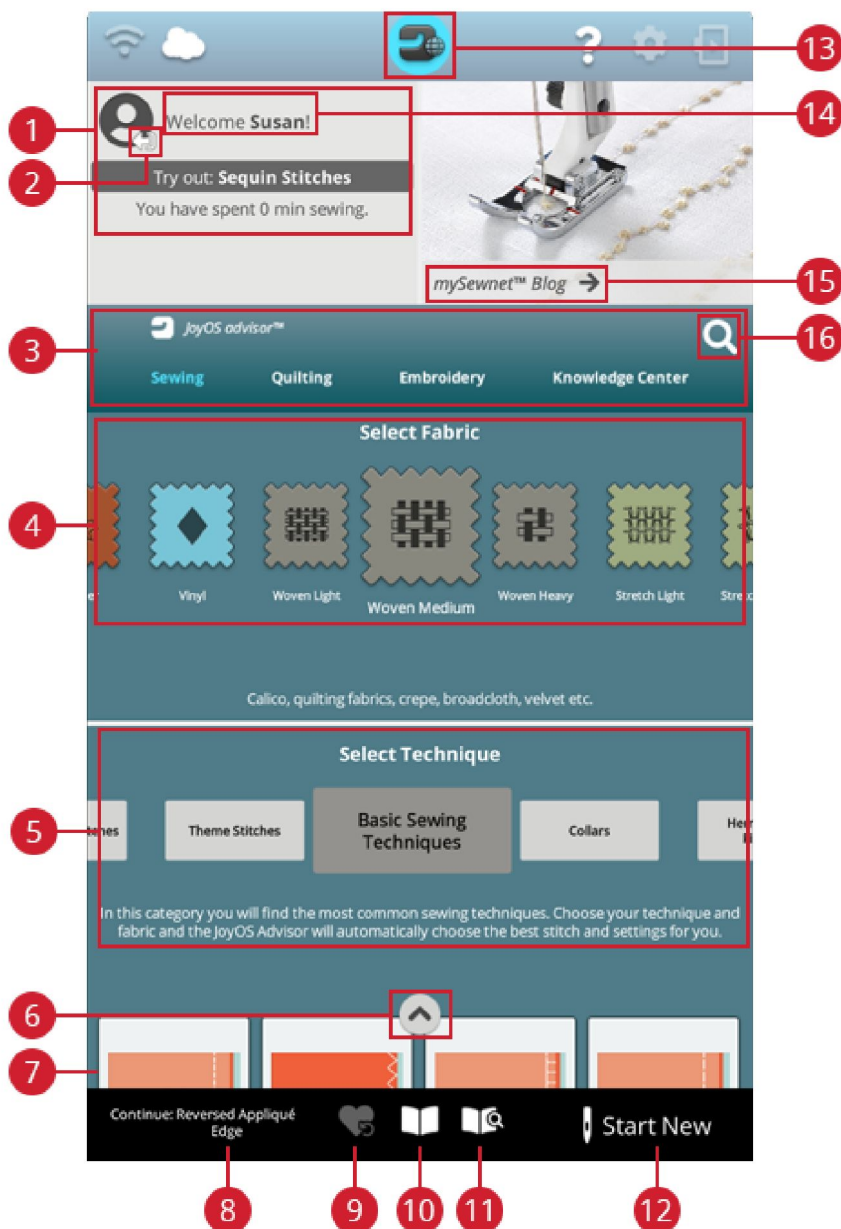 13
1
Welcome Susan!
14
2
Try out: Sequin Stitches
You have spent 0 min sewing.
mySewnet™ Blog
15
3
JoyOS advisor™
16
Sewing
Quilting
Embroidery
Knowledge Center
Select Fabric
4
er
Vinyl
Woven Light
Woven Medium
Woven Heavy
Stretch Light
Calico, quilting fabrics, crepe, broadcloth, velvet etc.
Select Technique
5
Theme Stitches
Basic Sewing
Techniques
Collars
In this category you will find the most common sewing techniques. Choose your technique and
fabric and the JoyOS Advisor will automatically choose the best stitch and settings for you.
6
7
Continue: Reversed Appliqué
Edge
Start New
8
9
10
11
12